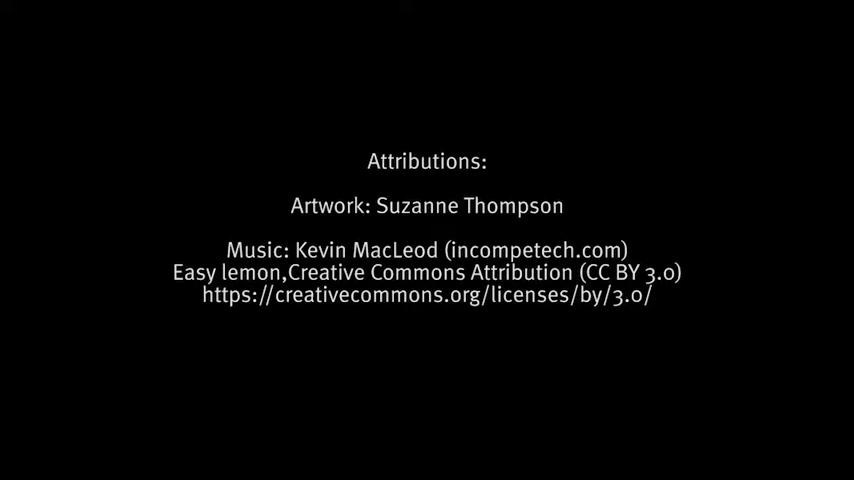 Attributions:
Artwork: Suzanne Thompson
Music: Kevin MacLeod (incompetech.com)
Easy lemon,Creative Commons Attribution (CC BY 3.0)
https://creativecommons.org/licenses/by/3.0/